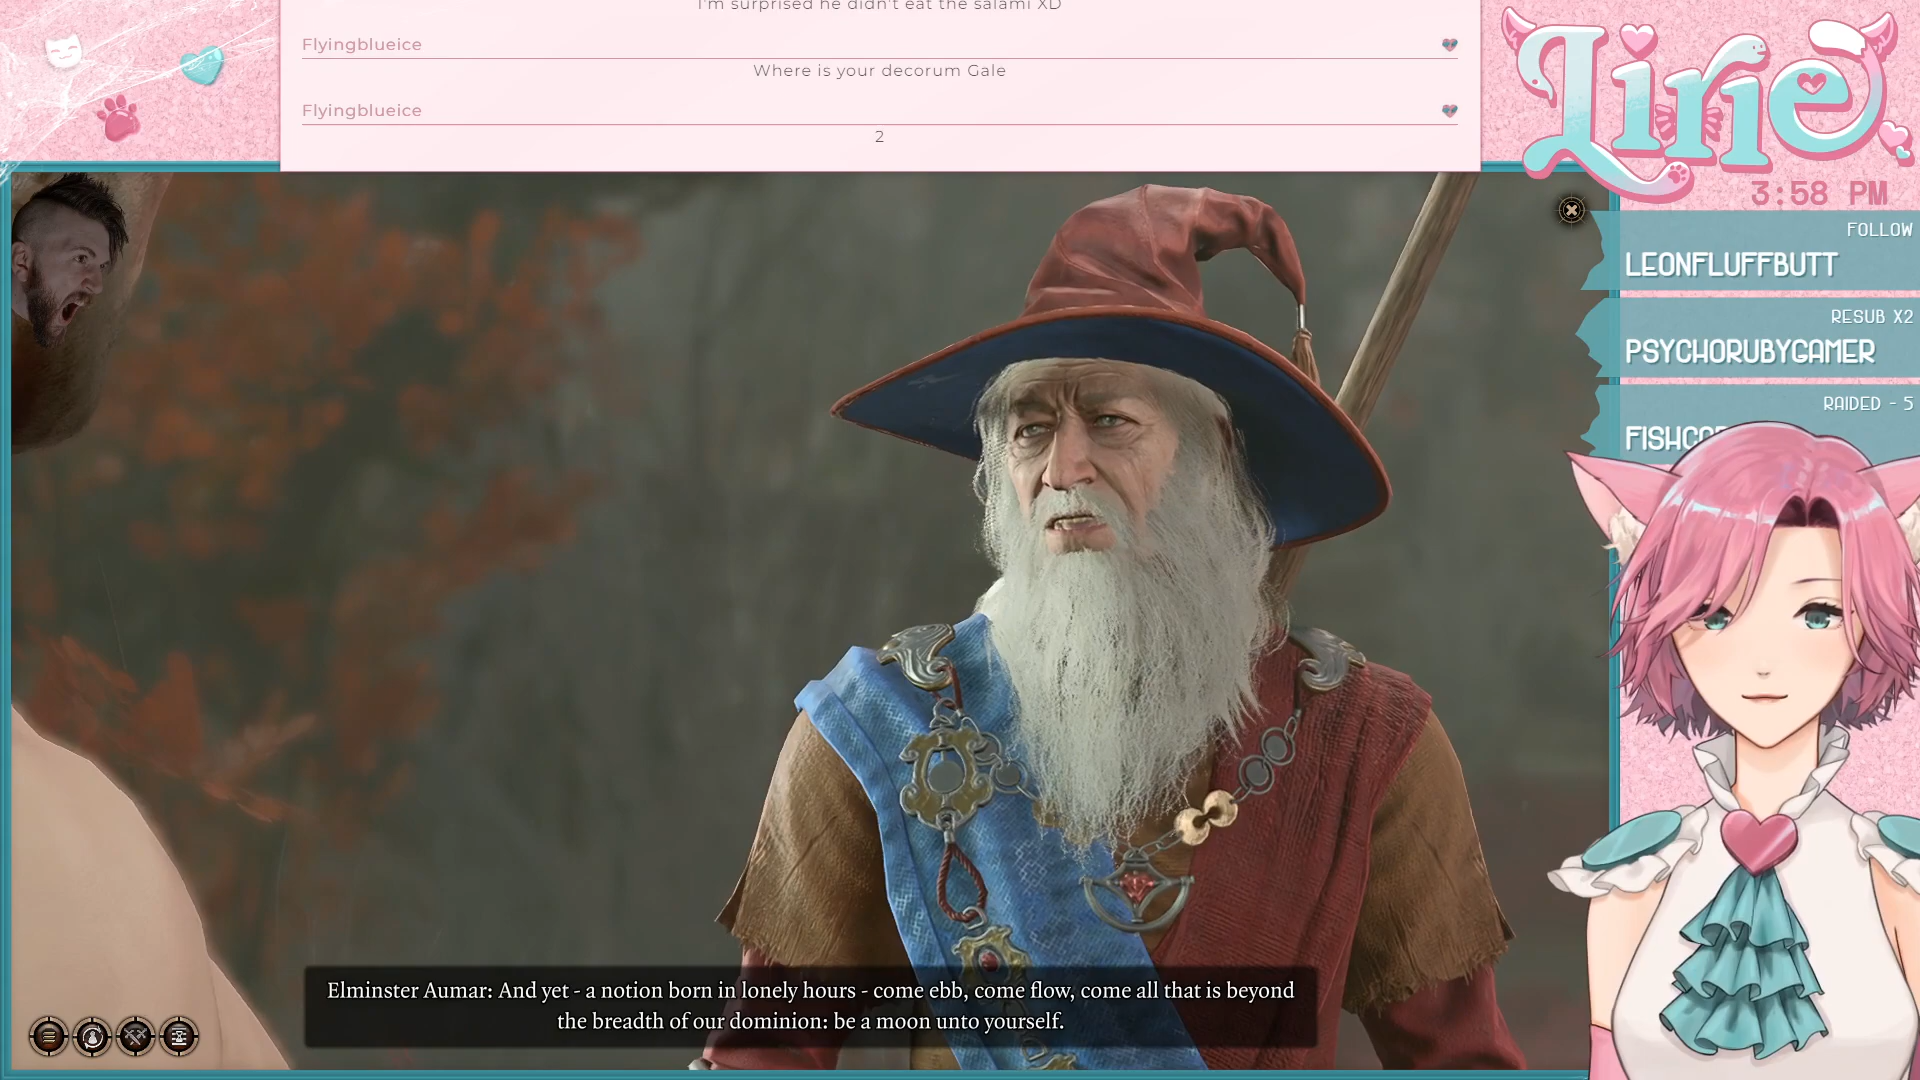 I'm surprised he didn't eat the salami XD
Flyingblueice
Where is your decorum Gale
Flyingblueice
2
Lirie
3:58 PM
FOLLOW
LEONFLUFFBUTT
RESUB X2
PSYCHORUBYGAMER
RAIDED - 5
Elminster Aumar: And yet - a notion born in lonely hours - come ebb, come flow, come all that is beyond
the breadth of our dominion: be a moon unto yourself.